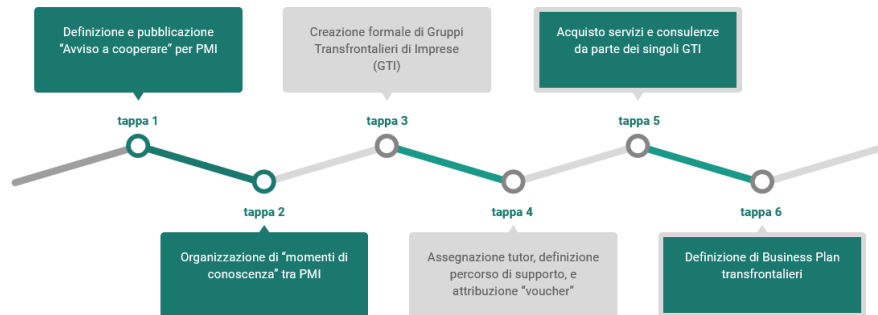 Definizione e pubblicazione
“Avviso a cooperare” per PMI
Creazione formale di Gruppi
Transfrontalieri di Imprese
(GTI)
Acquisto servizi e consulenze
da parte dei singoli GTI
tappa 1
tappa 3
tappa 5
tappa 2
tappa 4
tappa 6
Organizzazione di “momenti di
conoscenza” tra PMI
Assegnazione tutor, definizione
percorso di supporto, e
attribuzione “voucher”
Definizione di Business Plan
transfrontalieri